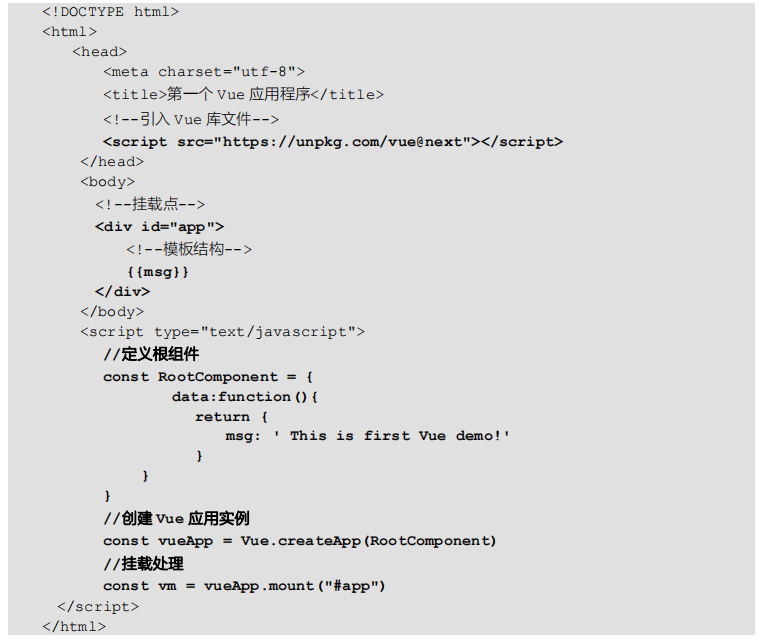 <!DOCTYPE html>
<html>
<head>
<meta charset="utf-8">
<title>第一个 Vue 应用程序</title>
<!--引入 Vue 库文件-->
<script src="https://unpkg.com/vue@next"></script>
</head>
<body>
<!--挂载点-->
<div id="app">
<!--模板结构-->
{{msg}}
</div>
</body>
<script type="text/javascript">
//定义根组件
const RootComponent = {
data:function(){
return {
msg: ' This is first Vue demo!'
}
}
}
//创建 Vue 应用实例
const vueApp = Vue.createApp(RootComponent)
//挂载处理
const vm = vueApp.mount("#app")
</script>
</html>